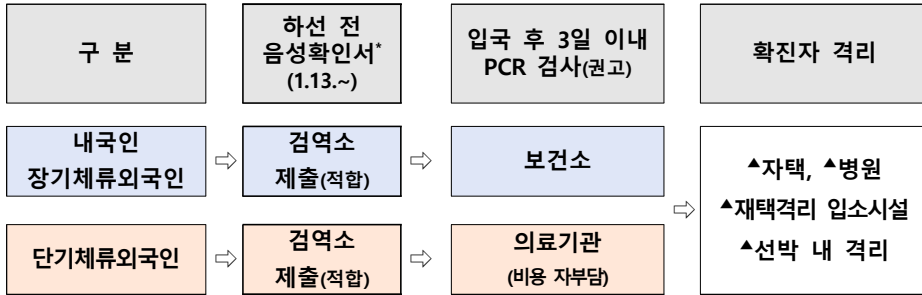 구 분
하선 전
음성확인서*
(1.13.~)
입국 후 3일 이내
PCR 검사(권고)
확진자 격리
내국인
장기체류외국인
⇨
검역소
제출(적합)
⇨
보건소
단기체류외국인
⇨
검역소
제출(적합)
⇨
의료기관
(비용 자부담)
⇨
▲자택, ▲병원
▲재택격리 입소시설
▲선박 내 격리